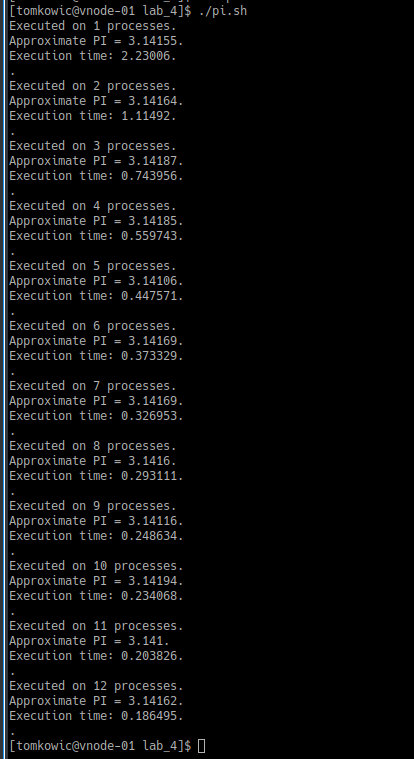 [tomkowic@vnode-01 lab_4]$ ./pi.sh
Executed on 1 processes.
Approximate PI = 3.14155.
Execution time: 2.23006.
.
Executed on 2 processes.
Approximate PI = 3.14164.
Execution time: 1.11492.
.
Executed on 3 processes.
Approximate PI = 3.14187.
Execution time: 0.743956.
.
Executed on 4 processes.
Approximate PI = 3.14185.
Execution time: 0.559743.
.
Executed on 5 processes.
Approximate PI = 3.14106.
Execution time: 0.447571.
.
Executed on 6 processes.
Approximate PI = 3.14169.
Execution time: 0.373329.
.
Executed on 7 processes.
Approximate PI = 3.14169.
Execution time: 0.326953.
.
Executed on 8 processes.
Approximate PI = 3.1416.
Execution time: 0.293111.
.
Executed on 9 processes.
Approximate PI = 3.14116.
Execution time: 0.248634.
.
Executed on 10 processes.
Approximate PI = 3.14194.
Execution time: 0.234068.
.
Executed on 11 processes.
Approximate PI = 3.141.
Execution time: 0.203826.
.
Executed on 12 processes.
Approximate PI = 3.14162.
Execution time: 0.186495.
.
[tomkowic@vnode-01 lab_4]$